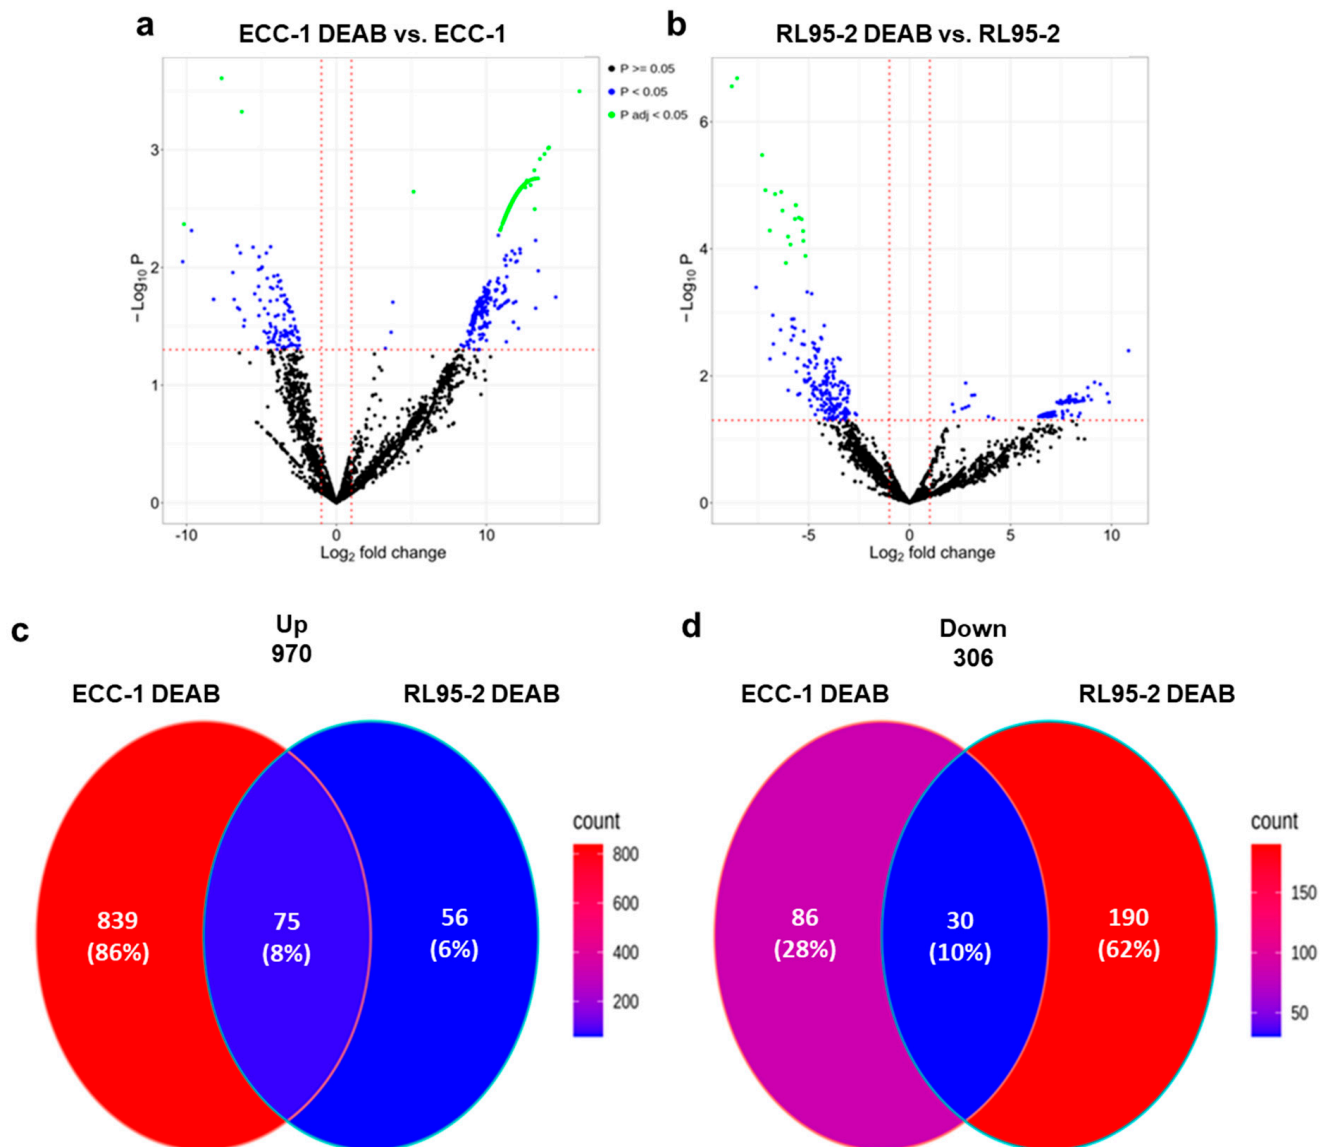 a
ECC-1 DEAB vs. ECC-1
b
RL95-2 DEAB vs. RL95-2
P >= 0.05
P < 0.05
P adj < 0.05
3
2
1
0
− Log10 P
-10
0
10
Log2 fold change
6
4
2
0
− Log10 P
-5
0
5
10
Log2 fold change
c
Up
970
ECC-1 DEAB
RL95-2 DEAB
839
(86%)
75
(8%)
56
(6%)
count
800
600
400
200
d
Down
306
ECC-1 DEAB
RL95-2 DEAB
86
(28%)
30
(10%)
190
(62%)
count
150
100
50